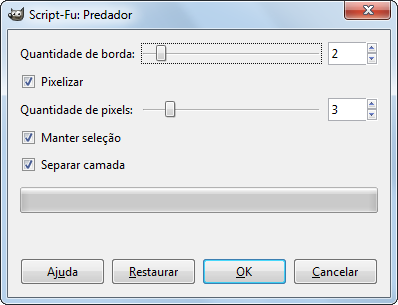 Script-Fu: Predador
Quantidade de borda: 2
Pixelizar
Quantidade de pixels: 3
Manter seleção
Separar camada
Ajuda Restaurar OK Cancelar